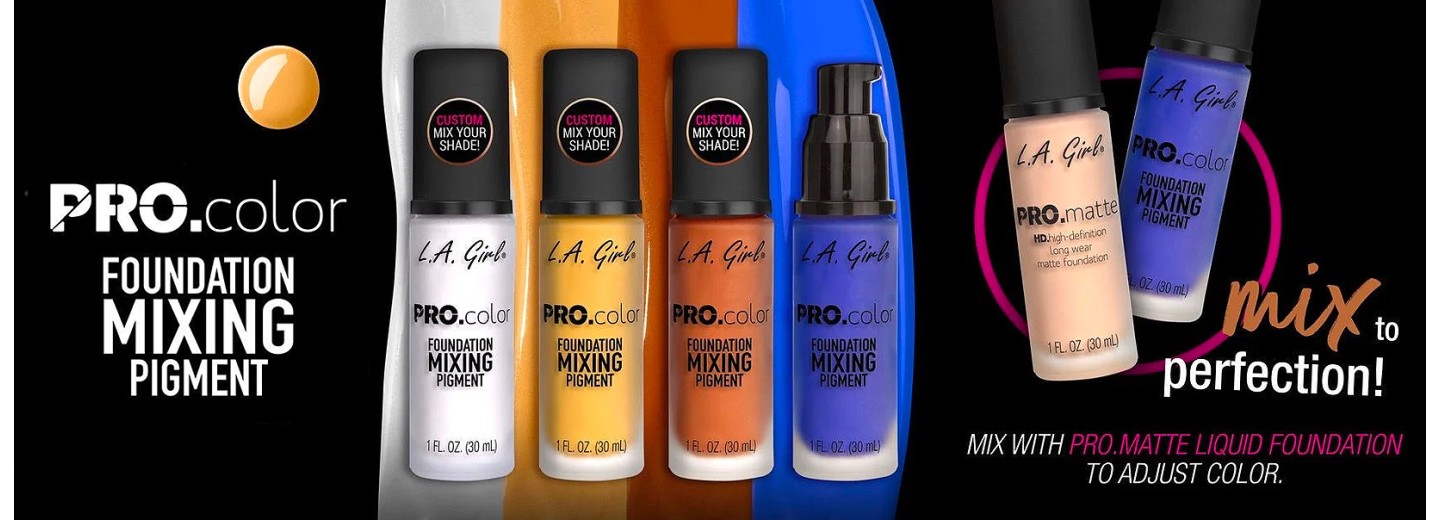 PRO.color
FOUNDATION
MIXING
PIGMENT
CUSTOM
MIX YOUR
SHADE!
L.A. Girl®
PRO.color
FOUNDATION
MIXING
PIGMENT
1 FL. OZ. (30 mL)
CUSTOM
MIX YOUR
SHADE!
L.A. Girl®
PRO.color
FOUNDATION
MIXING
PIGMENT
1 FL. OZ. (30 mL)
CUSTOM
MIX YOUR
SHADE!
L.A. Girl®
PRO.color
FOUNDATION
MIXING
PIGMENT
1 FL. OZ. (30 mL)
L.A. Girl®
PRO.color
FOUNDATION
MIXING
PIGMENT
1 FL. OZ. (30 mL)
L.A. Girl®
PRO.matte
HD.high-definition
long wear
matte foundation
1 FL. OZ. (30 mL)
L.A. Girl®
PRO.color
FOUNDATION
MIXING
PIGMENT
FL. OZ. (30 mL)
mix to
perfection!
MIX WITH PRO.MATTE LIQUID FOUNDATION
TO ADJUST COLOR.